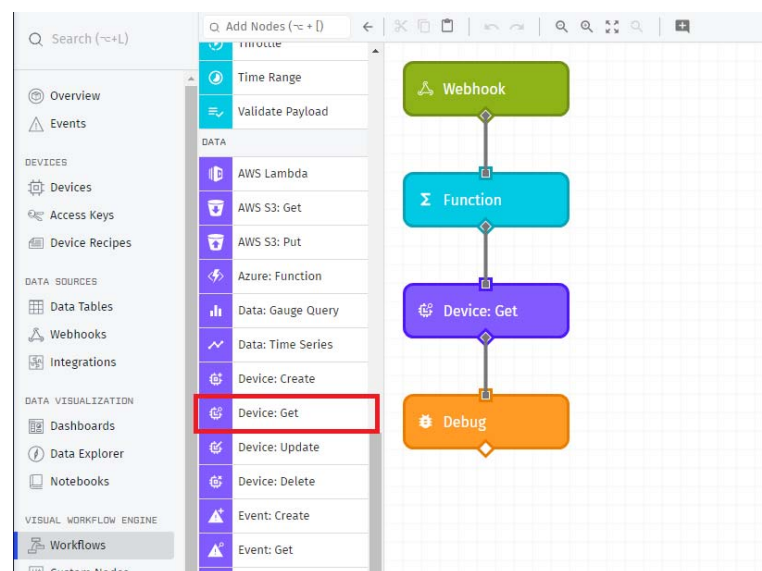 Search (⌥+L)
Overview
Events
DEVICES
Devices
Access Keys
Device Recipes
DATA SOURCES
Data Tables
Webhooks
Integrations
DATA VISUALIZATION
Dashboards
Data Explorer
Notebooks
VISUAL WORKFLOW ENGINE
Workflows
Custom Nodes
Add Nodes (⌥ + [)
Throttle
Time Range
Validate Payload
DATA
AWS Lambda
AWS S3: Get
AWS S3: Put
Azure: Function
Data: Gauge Query
Data: Time Series
Device: Create
Device: Get
Device: Update
Device: Delete
Event: Create
Event: Get
Webhook
Function
Device: Get
Debug